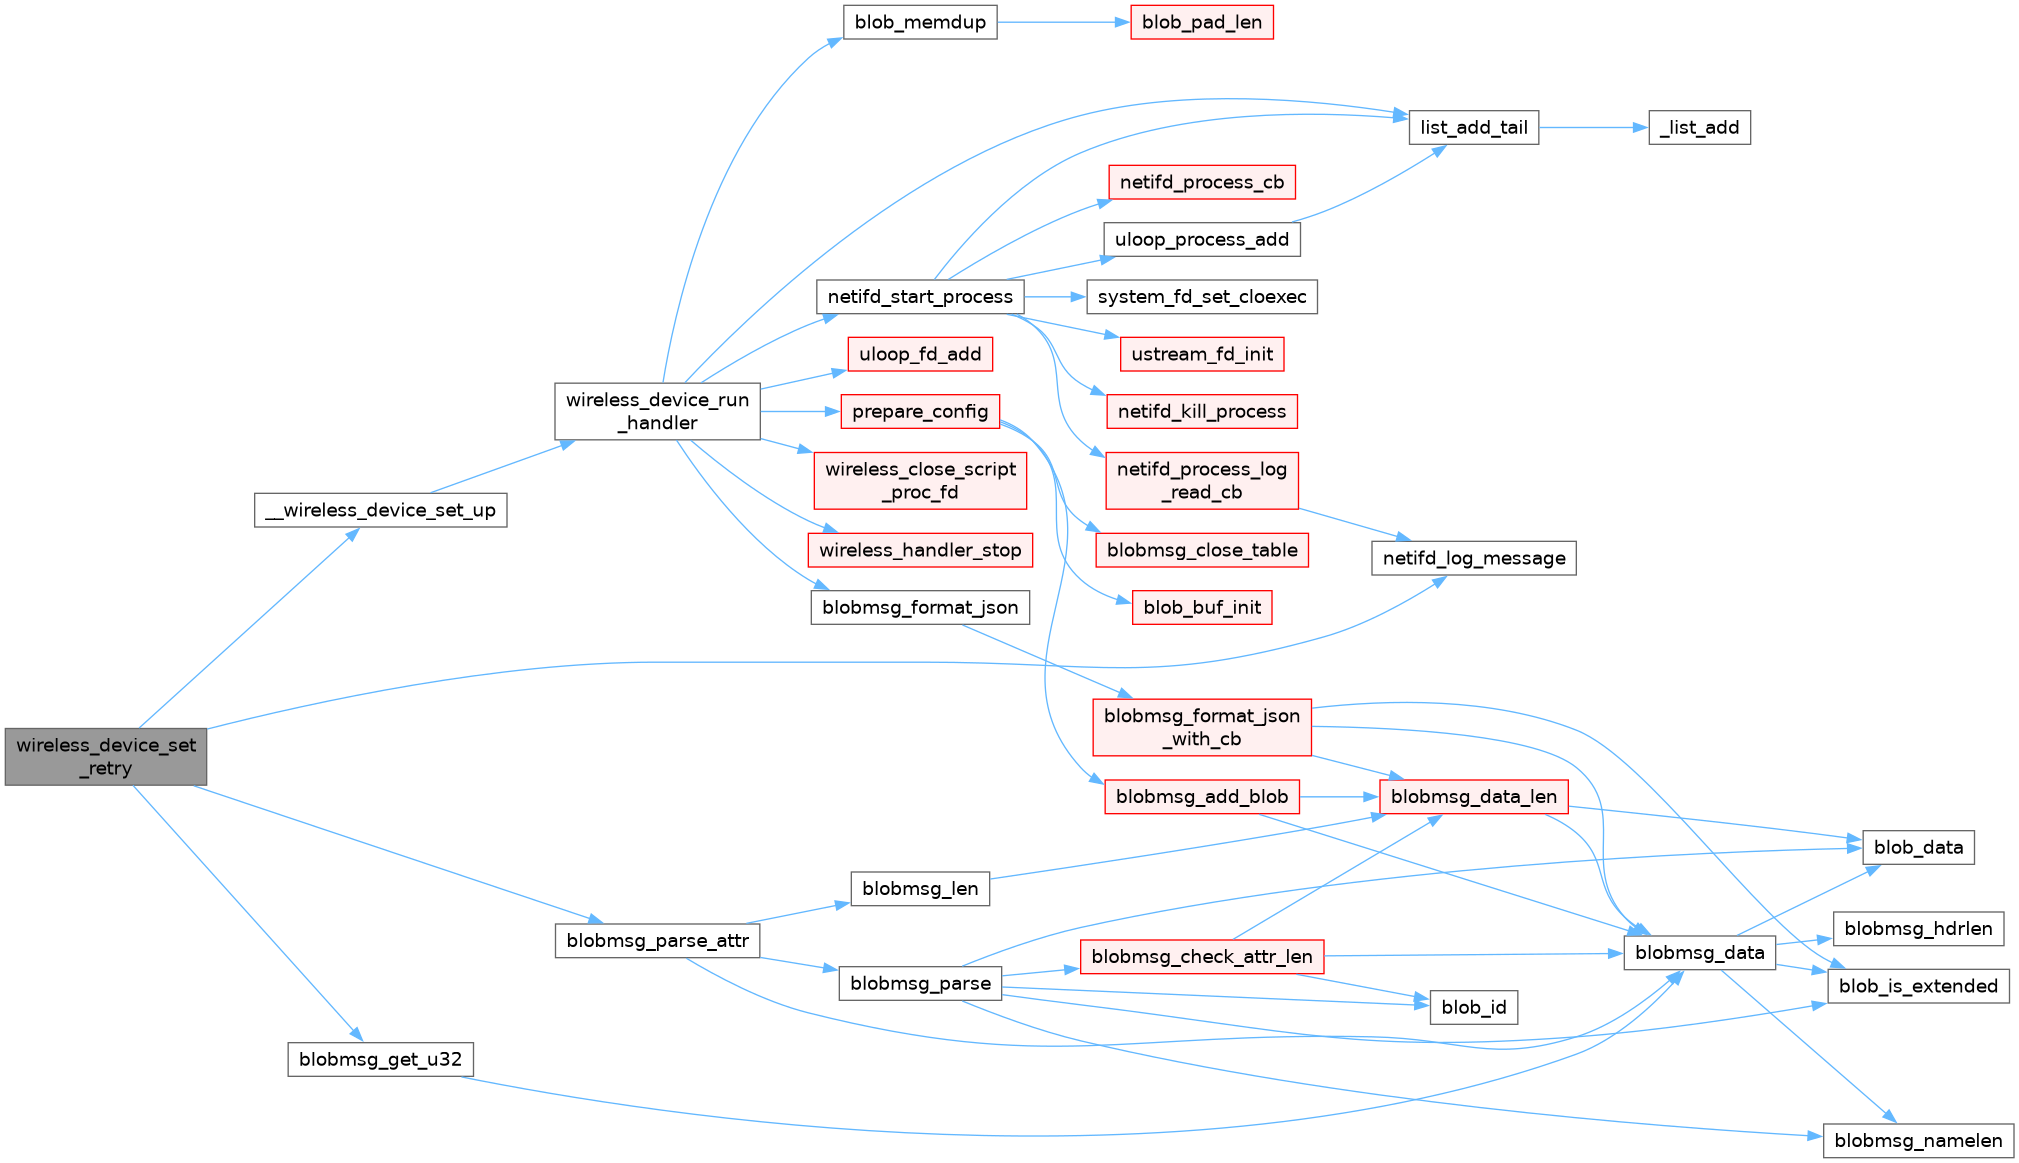 blob_memdup
blob_pad_len
list_add_tail
_list_add
netifd_process_cb
uloop_process_add
netifd_start_process
system_fd_set_cloexec
uloop_fd_add
ustream_fd_init
wireless_device_run
_handler
prepare_config
netifd_kill_process
wireless_close_script
_proc_fd
netifd_process_log
_read_cb
__wireless_device_set_up
wireless_handler_stop
blobmsg_close_table
netifd_log_message
blobmsg_format_json
blob_buf_init
wireless_device_set
_retry
blobmsg_format_json
_with_cb
blobmsg_add_blob
blobmsg_data_len
blob_data
blobmsg_len
blobmsg_parse_attr
blobmsg_hdrlen
blobmsg_check_attr_len
blobmsg_data
blobmsg_parse
blob_is_extended
blob_id
blobmsg_get_u32
blobmsg_namelen